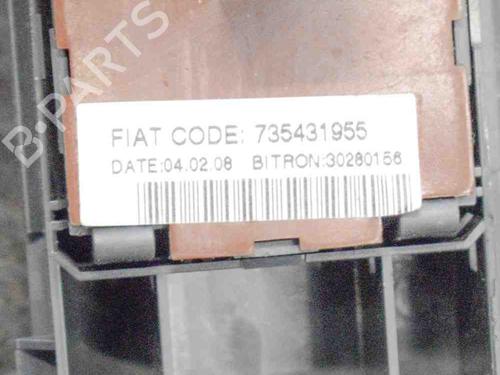 B-PARTS
FIAT CODE: 735431955
DATE:04.02.08 BITRON:30280156